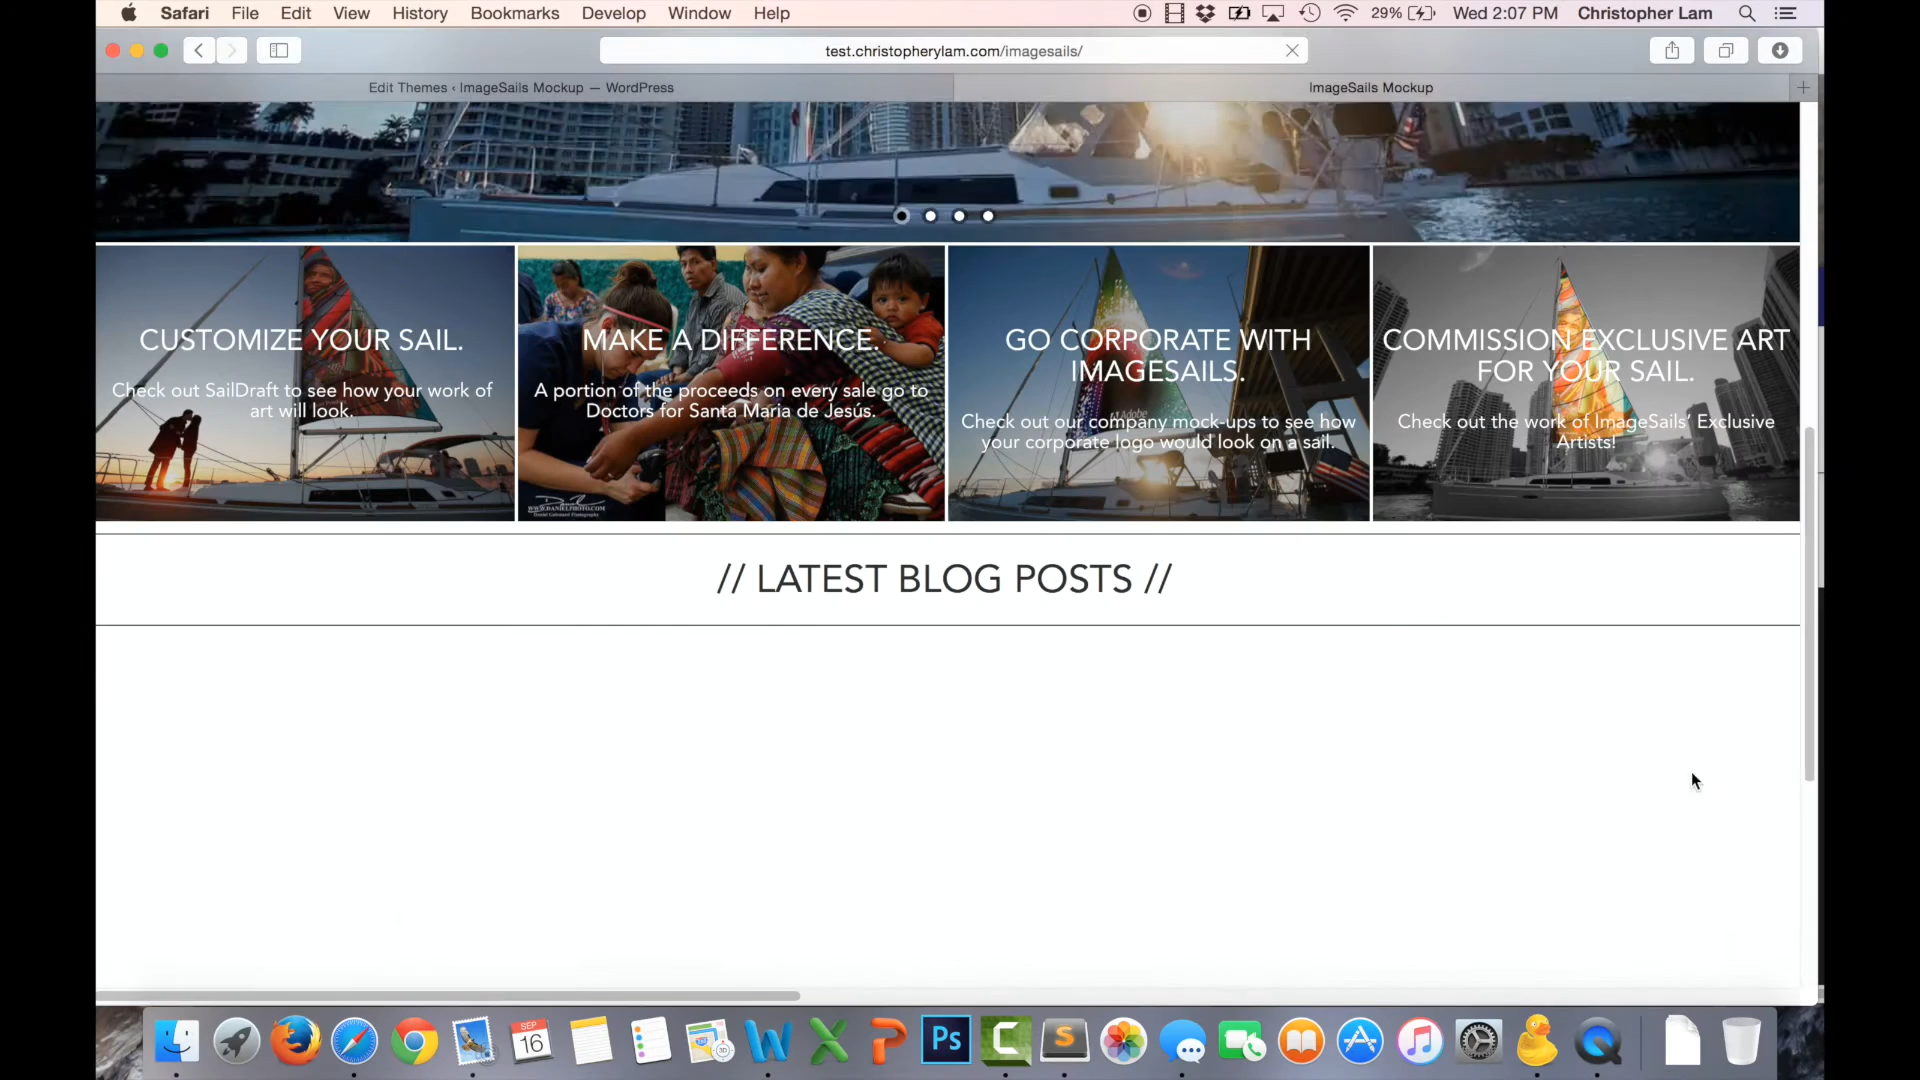 Safari File Edit View History Bookmarks Develop Window Help 29% Wed 2:07 PM Christopher Lam
test.christopherylam.com/imagesails/
Edit Themes ‹ ImageSails Mockup — WordPress
ImageSails Mockup
CUSTOMIZE YOUR SAIL.
Check out SailDraft to see how your work of
art will look.
MAKE A DIFFERENCE.
A portion of the proceeds on every sale go to
Doctors for Santa Maria de Jesús.
WWW.DANIELPHOTO.COM
GO CORPORATE WITH
IMAGESAILS.
Adobe
Check out our company mock-ups to see how
your corporate logo would look on a sail.
COMMISSION EXCLUSIVE ART
FOR YOUR SAIL.
Check out the work of ImageSails’ Exclusive
Artists!
// LATEST BLOG POSTS //
SEP
16
Ps